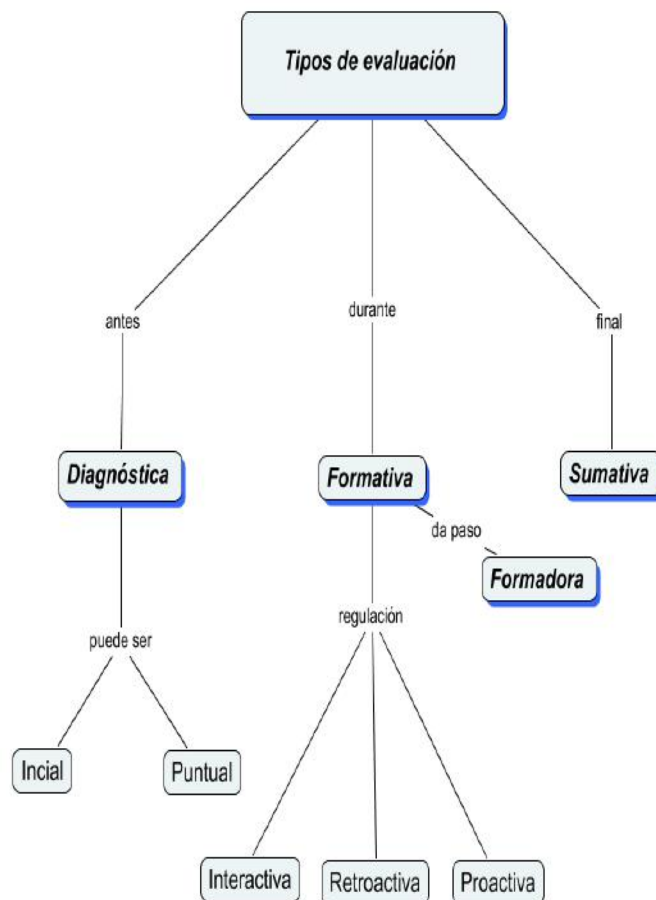 Tipos de evaluación
antes
durante
final
Diagnóstica
Formativa
Sumativa
da paso
Formadora
regulación
puede ser
Incial
Puntual
Interactiva
Retroactiva
Proactiva